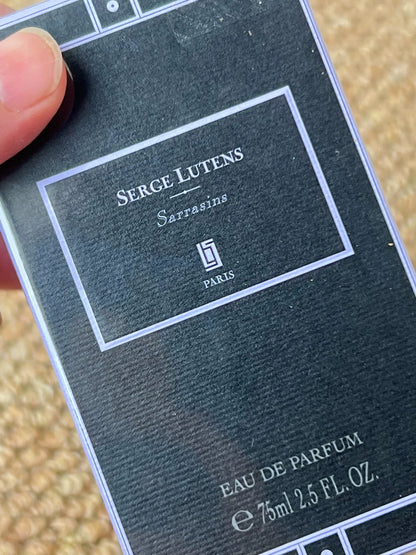 SERGE LUTENS
Sarrasins
PARIS
EAU DE PARFUM
℮ 75ml 2.5 FL. OZ.